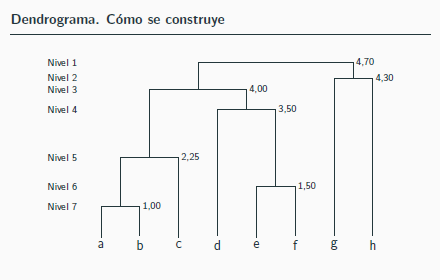 Dendrograma. Cómo se construye
Nivel 1 4,70
Nivel 2 4,30
Nivel 3 4,00
Nivel 4 3,50
Nivel 5 2,25
Nivel 6 1,50
Nivel 7 1,00
a b c d e f g h